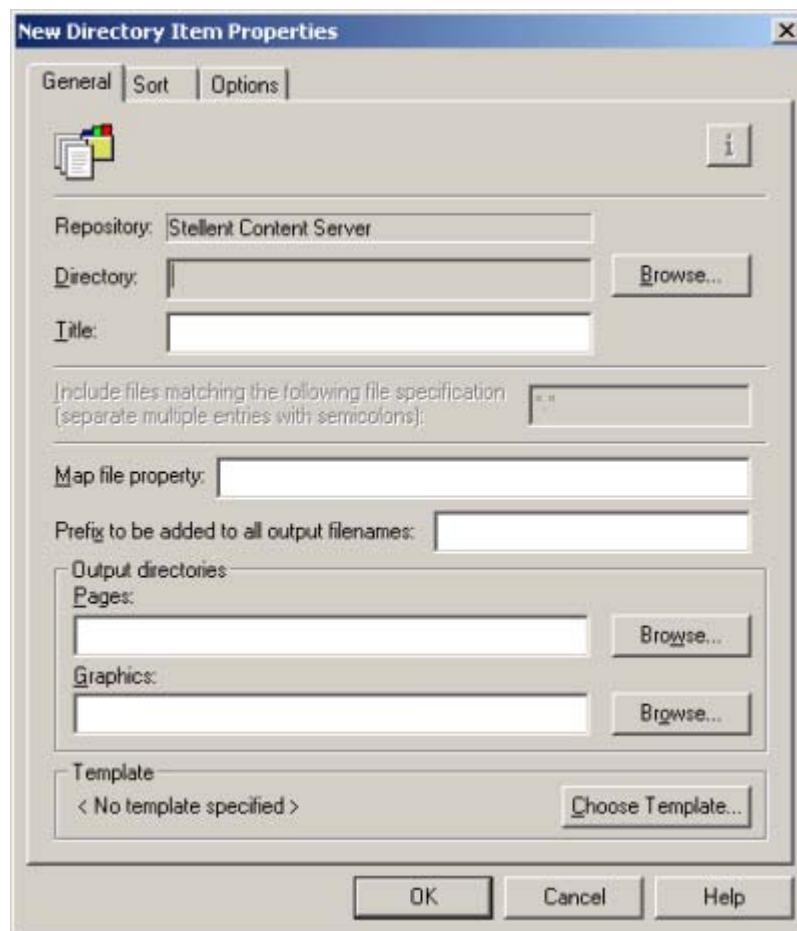 New Directory Item Properties
General Sort Options
i
Repository: Stellent Content Server
Directory: Browse...
Title:
Include files matching the following file specification
(separate multiple entries with semicolons): *.*
Map file property:
Prefix to be added to all output filenames:
Output directories
Pages:
Browse...
Graphics:
Browse...
Template
< No template specified > Choose Template...
OK Cancel Help